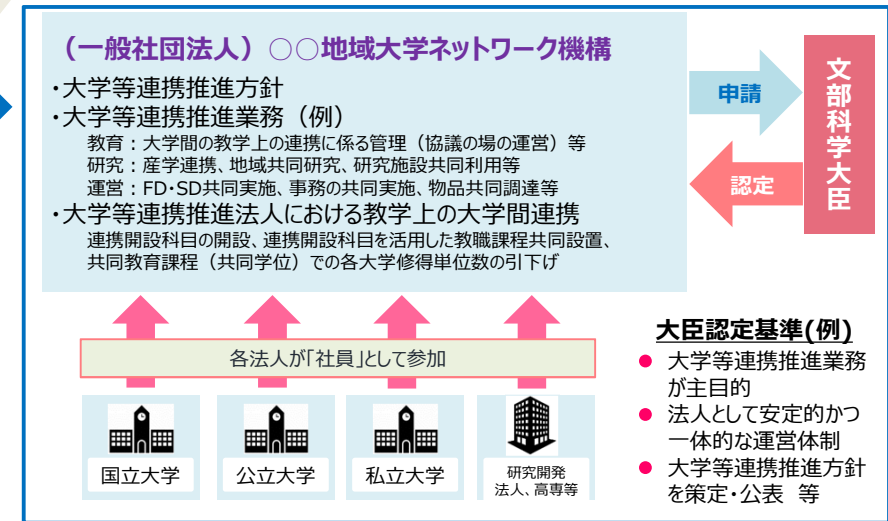 (一般社団法人)○○地域大学ネットワーク機構
・大学等連携推進方針
・大学等連携推進業務(例)
教育:大学間の教学上の連携に係る管理(協議の場の運営)等
研究:産学連携、地域共同研究、研究施設共同利用等
運営:FD・SD共同実施、事務の共同実施、物品共同調達等
・大学等連携推進法人における教学上の大学間連携
連携開設科目の開設、連携開設科目を活用した教職課程共同設置、
共同教育課程(共同学位)での各大学修得単位数の引下げ
申請
認定
文部科学大臣
各法人が「社員」として参加
国立大学
公立大学
私立大学
研究開発
法人、高専等
大臣認定基準(例)
● 大学等連携推進業務
が主目的
● 法人として安定的かつ
一体的な運営体制
● 大学等連携推進方針
を策定・公表 等